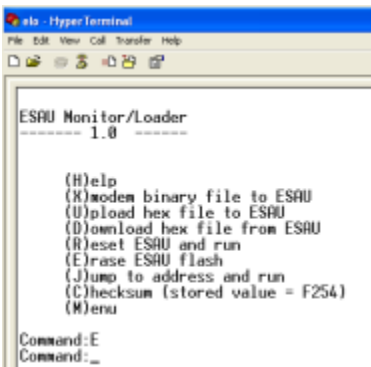 elo - HyperTerminal
File Edit View Call Transfer Help
ESAU Monitor/Loader
------- 1.0 ------
(H)elp
(X)modem binary file to ESAU
(U)pload hex file to ESAU
(D)ownload hex file from ESAU
(R)eset ESAU and run
(E)rase ESAU flash
(J)ump to address and run
(C)hecksum (stored value = F254)
(M)enu
Command:E
Command:_